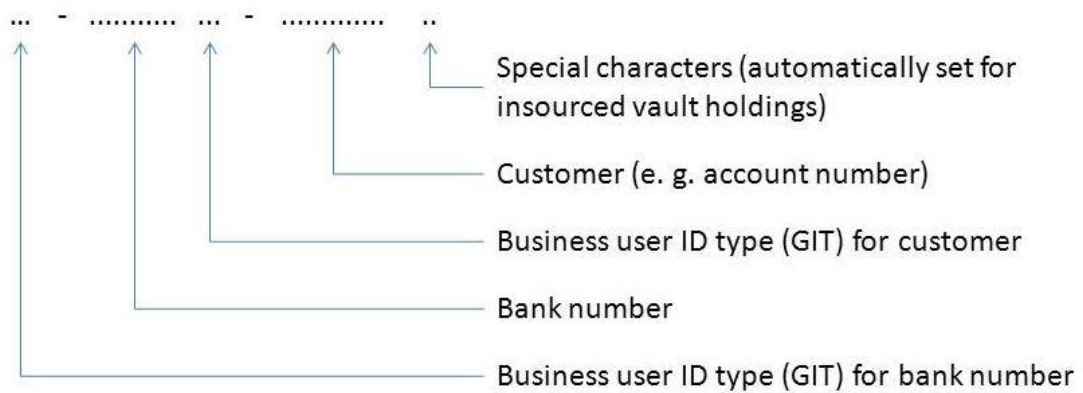 ... - ........... ... - ............. ..
Special characters (automatically set for
insourced vault holdings)
Customer (e. g. account number)
Business user ID type (GIT) for customer
Bank number
Business user ID type (GIT) for bank number